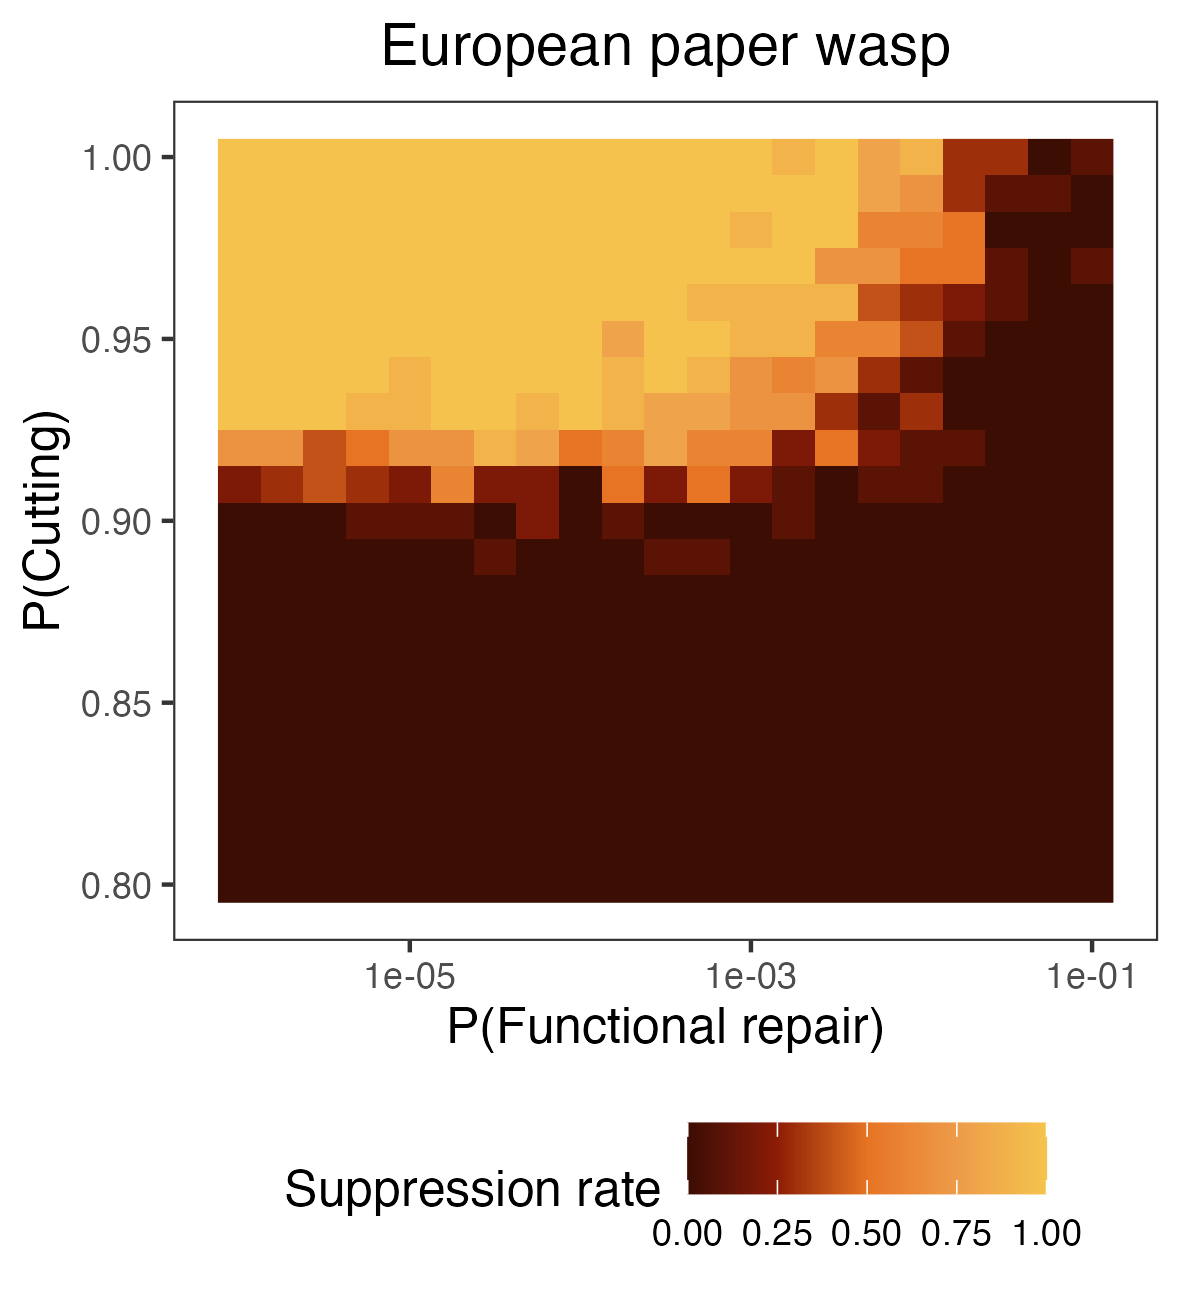 European paper wasp
1.00
0.95
0.90
0.85
0.80
P(Cutting)
1e-05 1e-03 1e-01
P(Functional repair)
Suppression rate
0.00 0.25 0.50 0.75 1.00